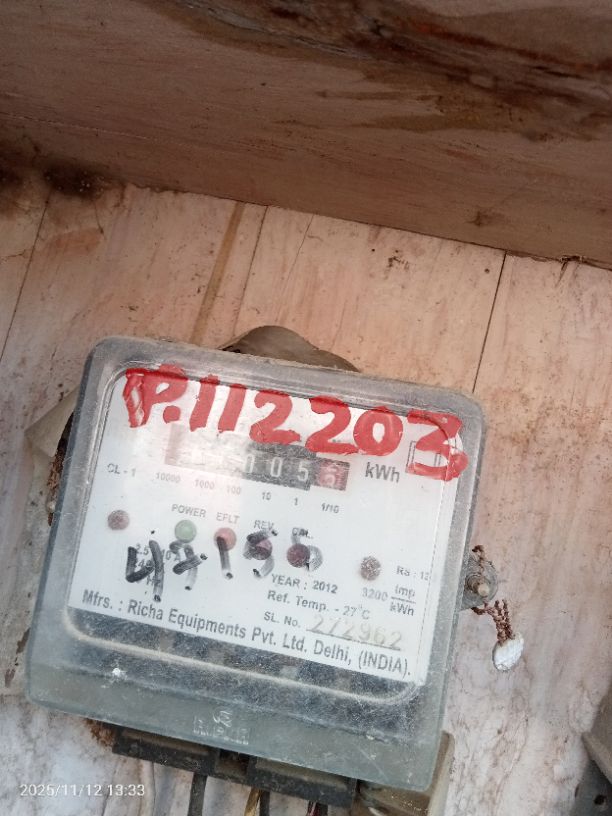 P.112203
005 kWh
CL - 1 10000 1000 100 10 1 1/10
POWER EFLT REV CAL.
YEAR : 2012 3200 imp/kWh
Ref. Temp. - 27°C
SL. No. 272962
Mfrs. : Richa Equipments Pvt. Ltd. Delhi, (INDIA).
2025/11/12 13:33